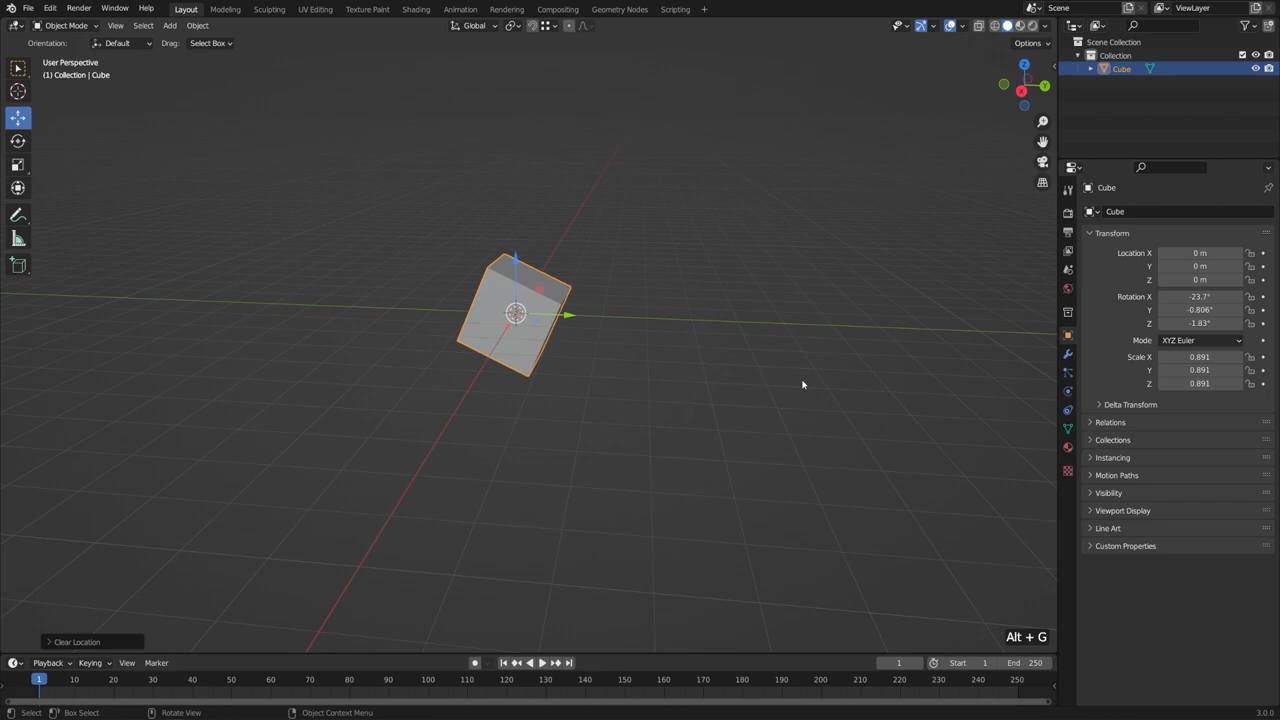 File Edit Render Window Help Layout Modeling Sculpting UV Editing Texture Paint Shading Animation Rendering Compositing Geometry Nodes Scripting + Scene ViewLayer
Object Mode View Select Add Object Global
Orientation: Default Drag: Select Box Options
User Perspective
(1) Collection | Cube
Z
Y
X
Scene Collection
Collection
Cube
Cube
Cube
Transform
Location X 0 m
Y 0 m
Z 0 m
Rotation X -23.7°
Y -0.806°
Z -1.83°
Mode XYZ Euler
Scale X 0.891
Y 0.891
Z 0.891
Delta Transform
Relations
Collections
Instancing
Motion Paths
Visibility
Viewport Display
Line Art
Custom Properties
Clear Location
Alt + G
Playback Keying View Marker 1 Start 1 End 250
1 10 20 30 40 50 60 70 80 90 100 110 120 130 140 150 160 170 180 190 200 210 220 230 240 250
Select Box Select Rotate View Object Context Menu 3.0.0